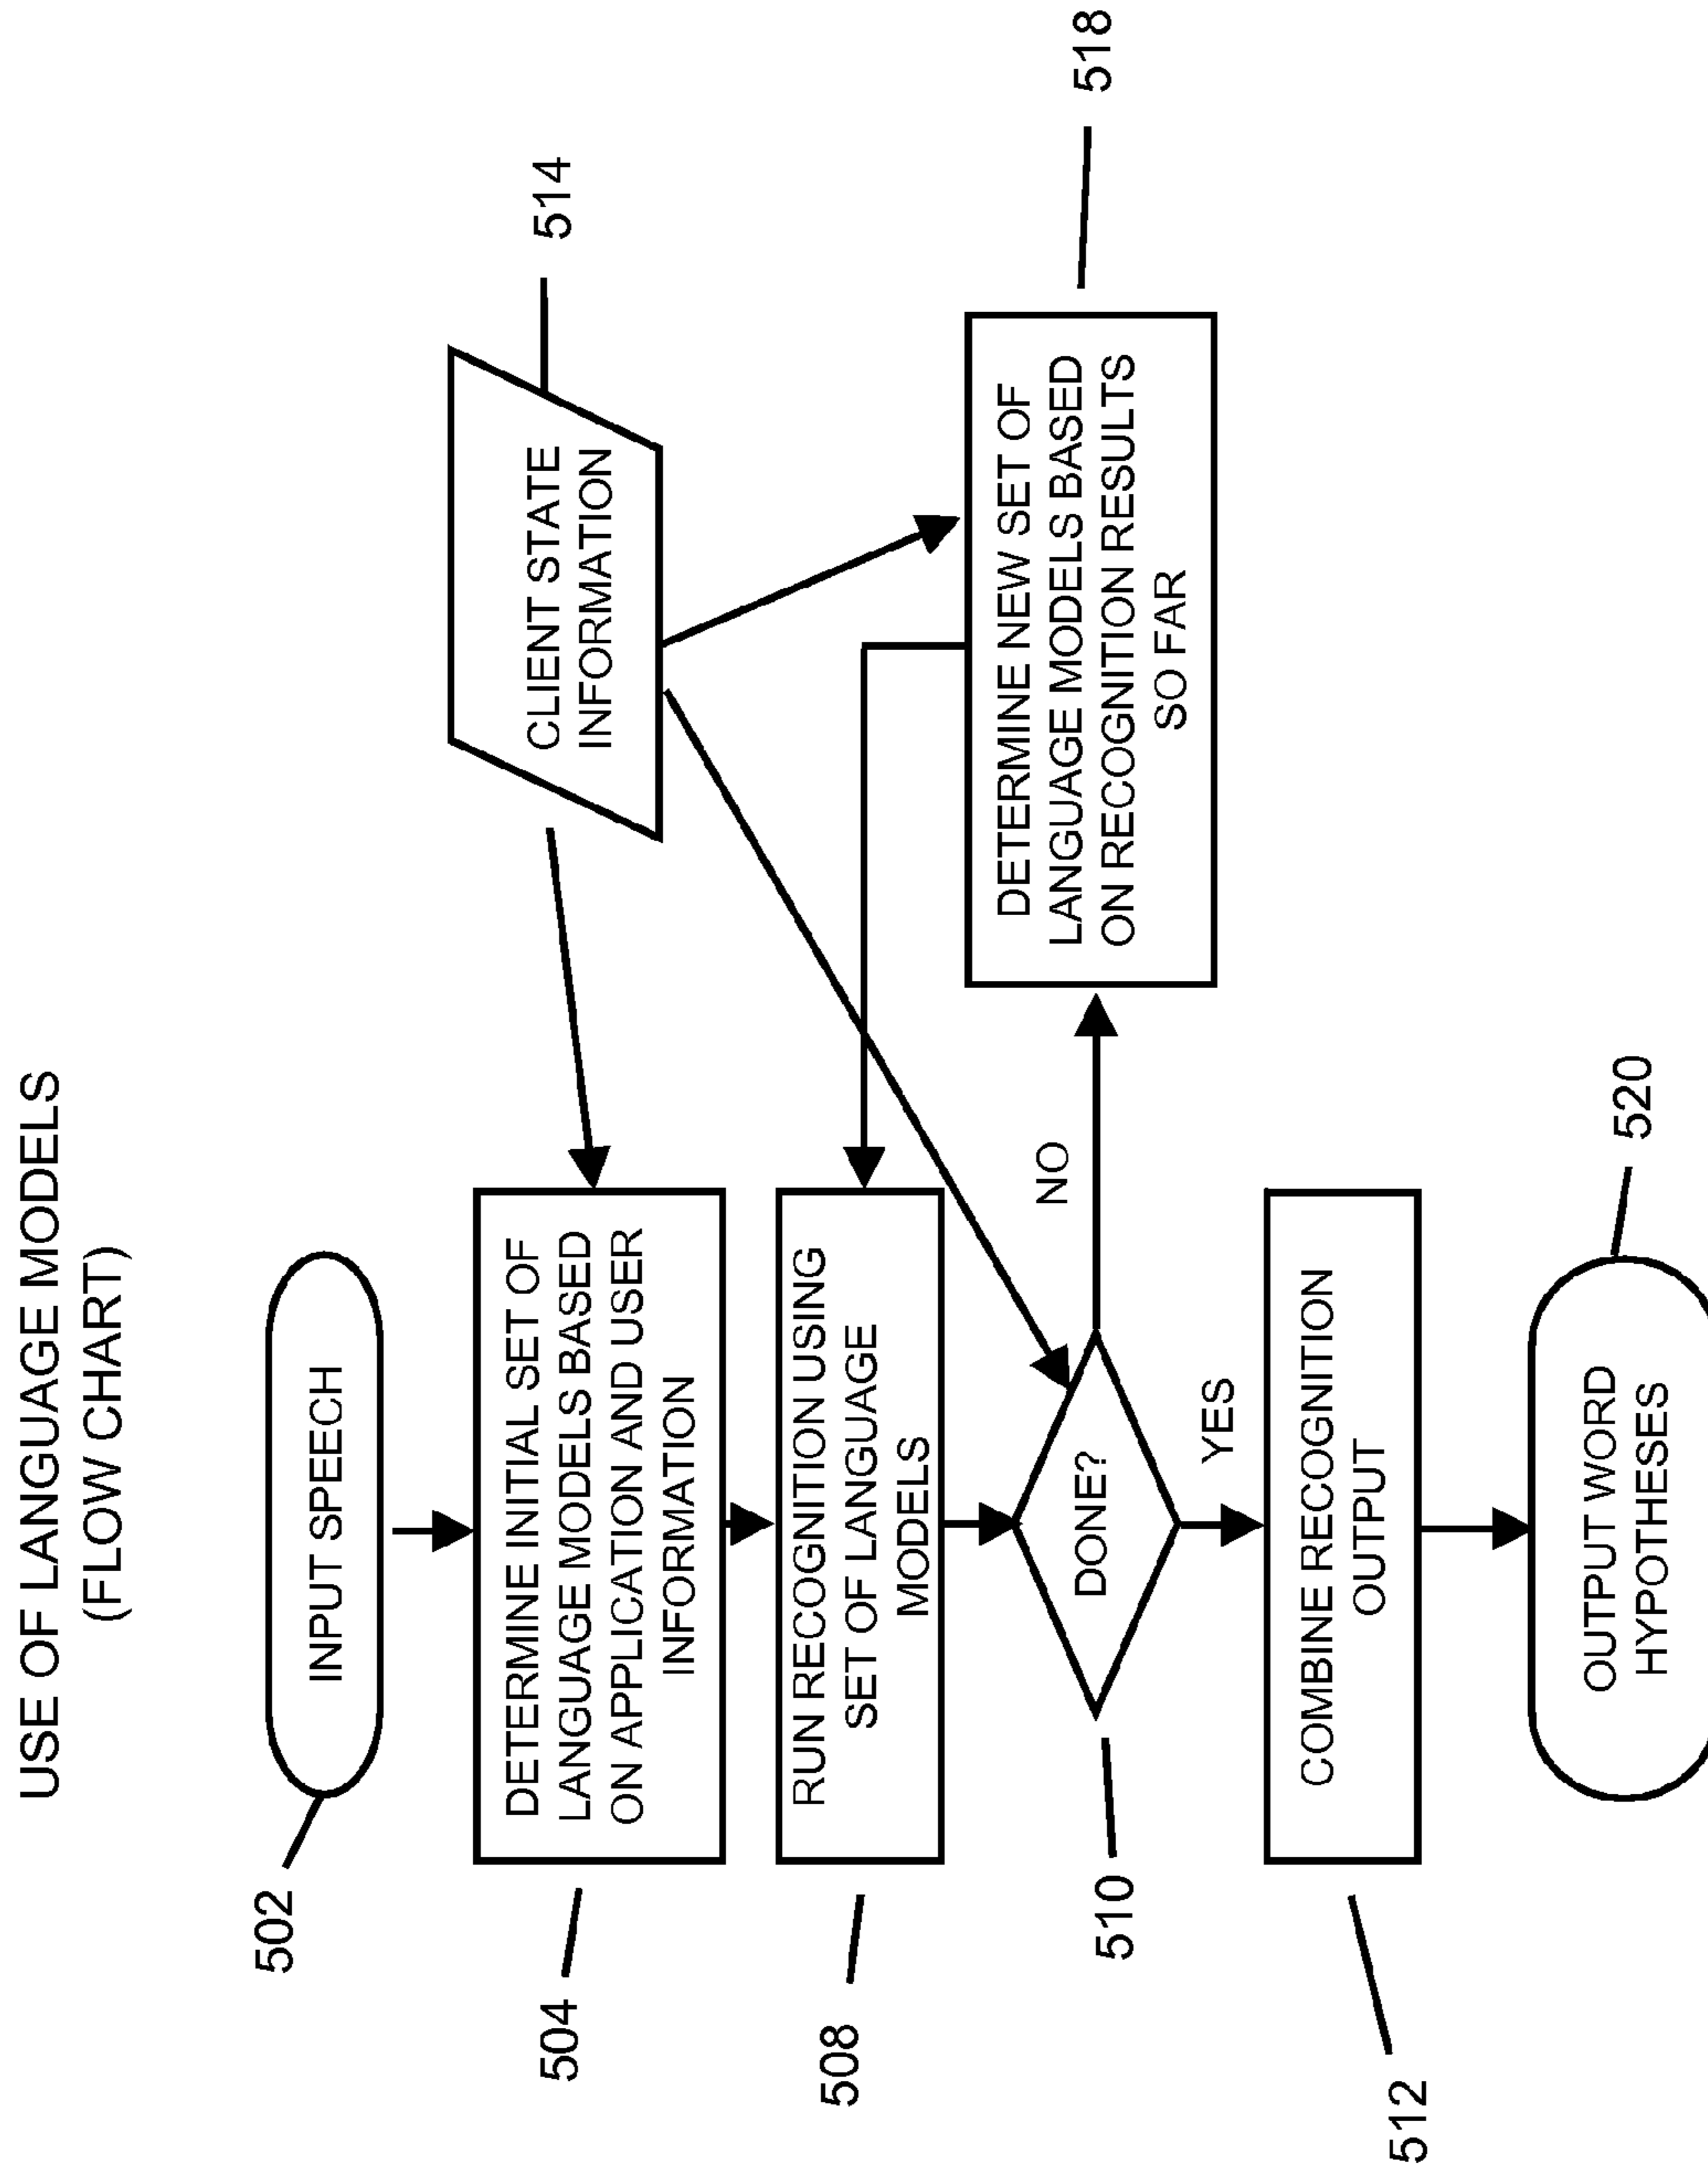 USE OF LANGUAGE MODELS
(FLOW CHART)
502
INPUT SPEECH
504
DETERMINE INITIAL SET OF
LANGUAGE MODELS BASED
ON APPLICATION AND USER
INFORMATION
514
CLIENT STATE
INFORMATION
508
RUN RECOGNITION USING
SET OF LANGUAGE
MODELS
510
DONE?
NO
518
DETERMINE NEW SET OF
LANGUAGE MODELS BASED
ON RECOGNITION RESULTS
SO FAR
YES
512
COMBINE RECOGNITION
OUTPUT
520
OUTPUT WORD
HYPOTHESES